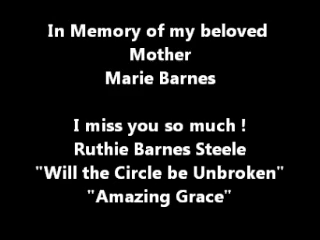 In Memory of my beloved
Mother
Marie Barnes
I miss you so much !
Ruthie Barnes Steele
"Will the Circle be Unbroken"
"Amazing Grace"